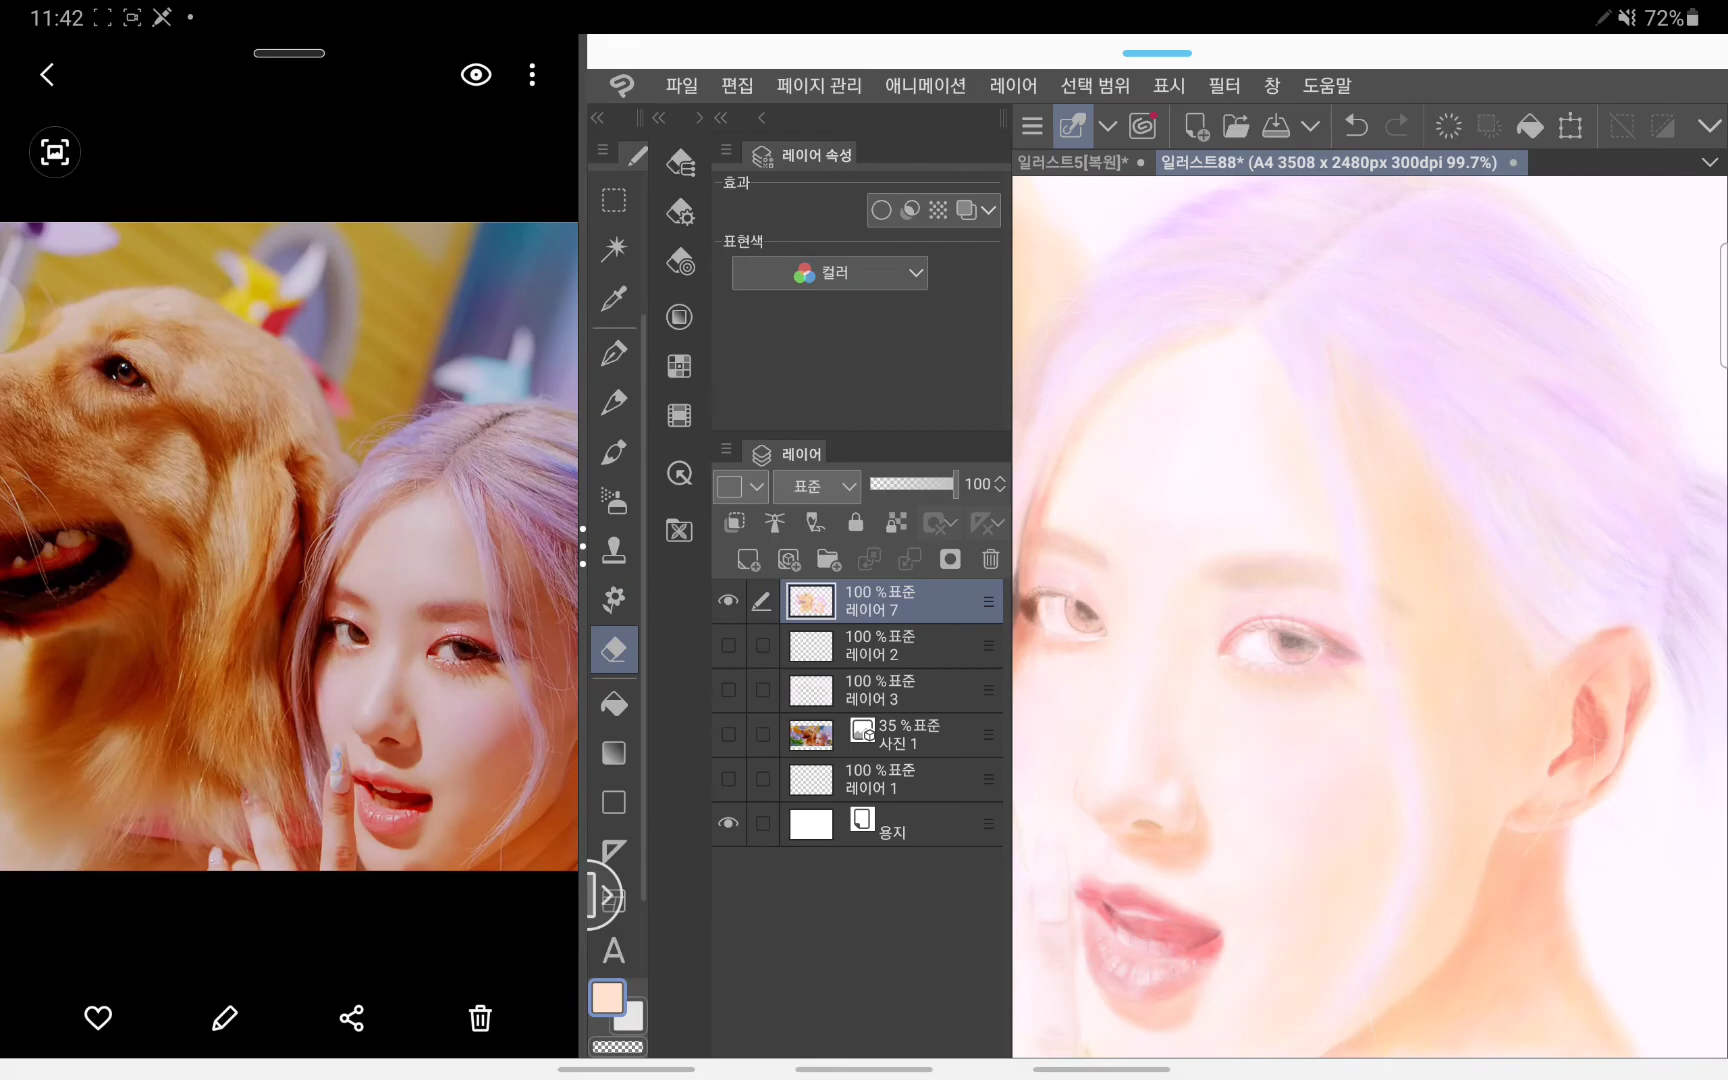 11:42
72%
파일 편집 페이지 관리 애니메이션 레이어 선택 범위 표시 필터 창 도움말
레이어 속성
일러스트5[복원]*
일러스트88* (A4 3508 x 2480px 300dpi 99.7%)
효과
표현색
컬러
레이어
표준
100
100 %표준
레이어 7
100 %표준
레이어 2
100 %표준
레이어 3
35 %표준
사진 1
100 %표준
레이어 1
용지
A